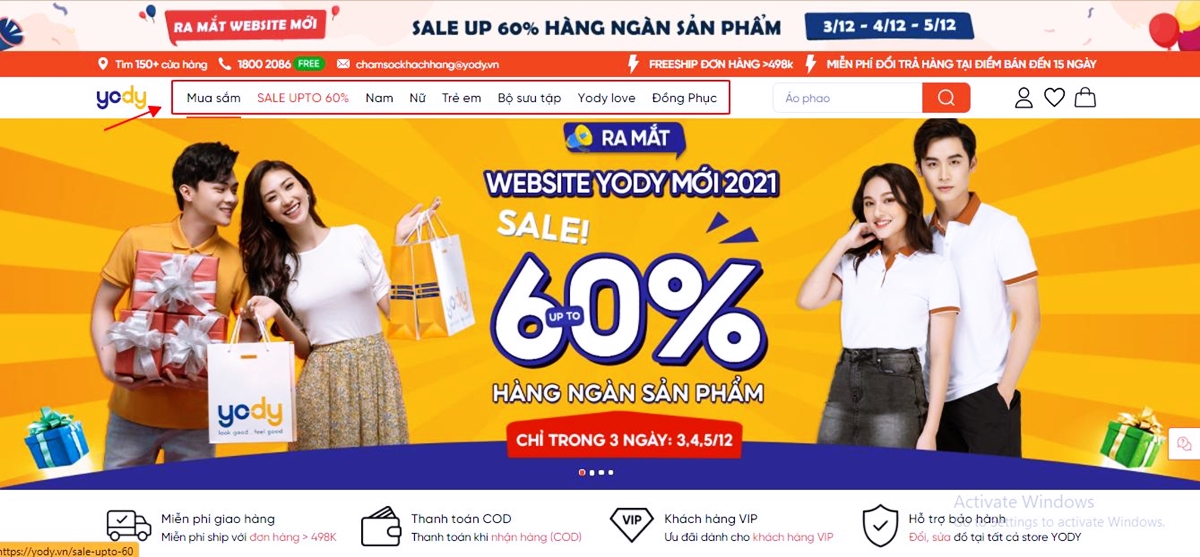 RA MẮT WEBSITE MỚI
SALE UP 60% HÀNG NGÀN SẢN PHẨM
3/12 - 4/12 - 5/12
Tìm 150+ cửa hàng
1800 2086 FREE
chamsockhachhang@yody.vn
FREESHIP ĐƠN HÀNG >498k
MIỄN PHÍ ĐỔI TRẢ HÀNG TẠI ĐIỂM BÁN ĐẾN 15 NGÀY
yody
Mua sắm SALE UPTO 60% Nam Nữ Trẻ em Bộ sưu tập Yody love Đồng Phục
Áo phao
RA MẮT
WEBSITE YODY MỚI 2021
SALE!
UP TO
60%
HÀNG NGÀN SẢN PHẨM
CHỈ TRONG 3 NGÀY: 3,4,5/12
yody
yody
look good . feel good
Miễn phí giao hàng
Miễn phí ship với đơn hàng > 498K
Thanh toán COD
Thanh toán khi nhận hàng (COD)
VIP
Khách hàng VIP
Ưu đãi dành cho khách hàng VIP
Hỗ trợ bảo hành
Đổi, sửa đồ tại tất cả store YODY
Activate Windows
Go to Settings to activate Windows.
https://yody.vn/sale-upto-60